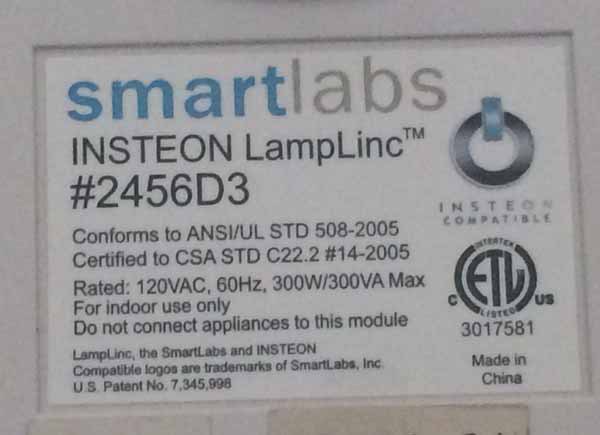 smartlabs
INSTEON LampLinc™
#2456D3
INSTEON
COMPATIBLE
Conforms to ANSI/UL STD 508-2005
Certified to CSA STD C22.2 #14-2005
Rated: 120VAC, 60Hz, 300W/300VA Max
For indoor use only
Do not connect appliances to this module
INTERTEK
C ETL US
LISTED
3017581
LampLinc, the SmartLabs and INSTEON
Compatible logos are trademarks of SmartLabs, Inc.
U.S. Patent No. 7,345,998
Made in
China